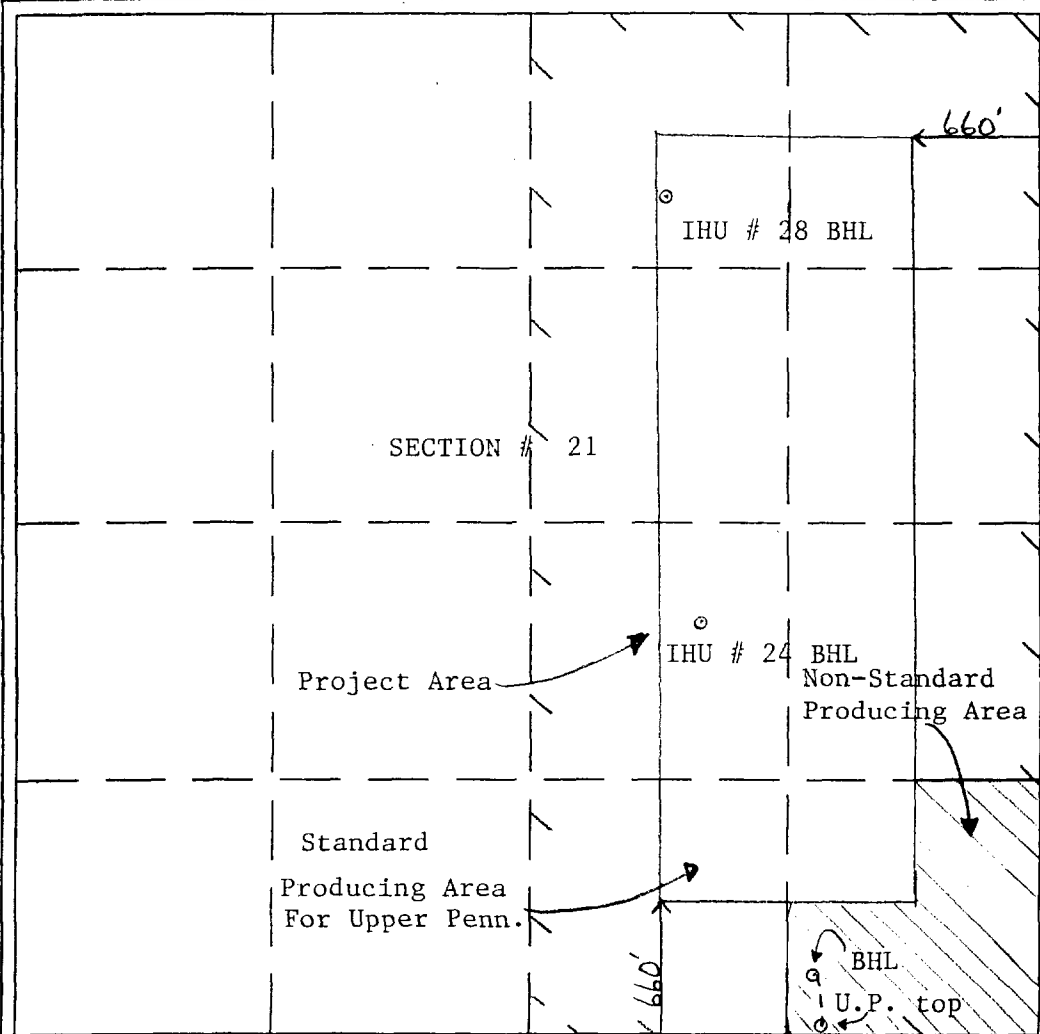 660'
IHU # 28 BHL
SECTION # 21
IHU # 24 BHL
Project Area
Non-Standard
Producing Area
Standard
Producing Area
For Upper Penn.
660'
BHL
U.P. top